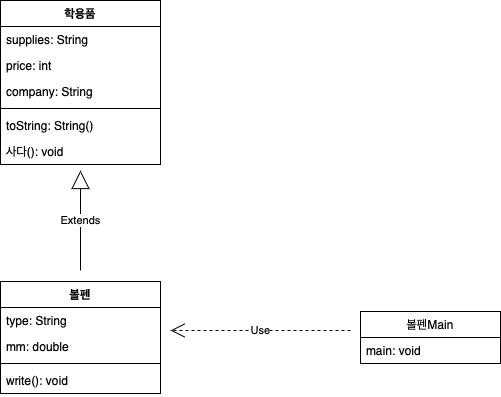 학용품
supplies: String
price: int
company: String
toString: String()
사다(): void
Extends
볼펜
type: String
mm: double
write(): void
Use
볼펜Main
main: void